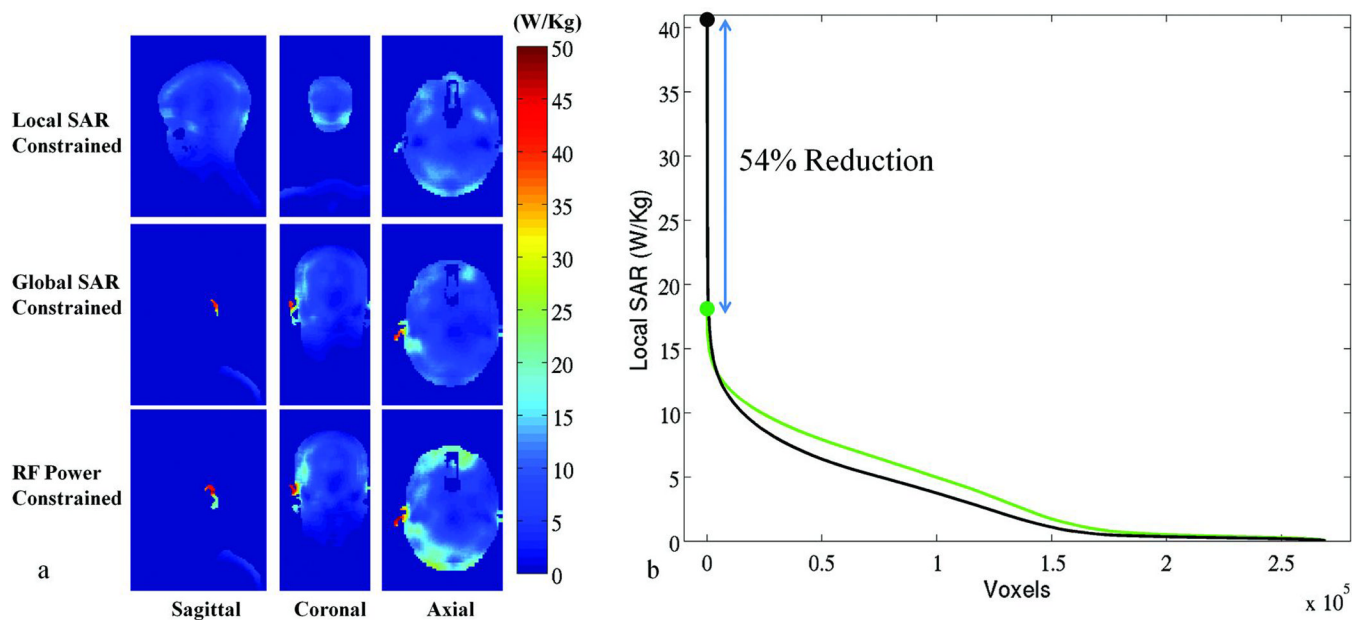 (W/Kg)
Local SAR
Constrained
Global SAR
Constrained
RF Power
Constrained
50
45
40
35
30
25
20
15
10
5
0
a
Sagittal
Coronal
Axial
Local SAR (W/Kg)
40
35
30
25
20
15
10
5
0
54% Reduction
0
0.5
1
1.5
2
2.5
x 10⁵
Voxels
b